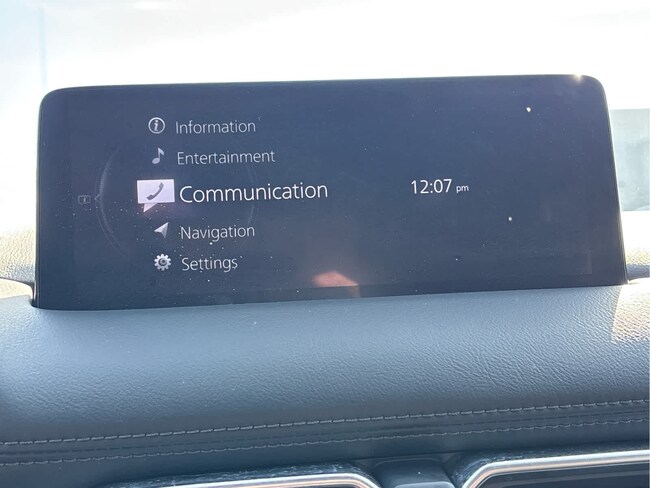 Information
Entertainment
Communication
12:07 pm
Navigation
Settings